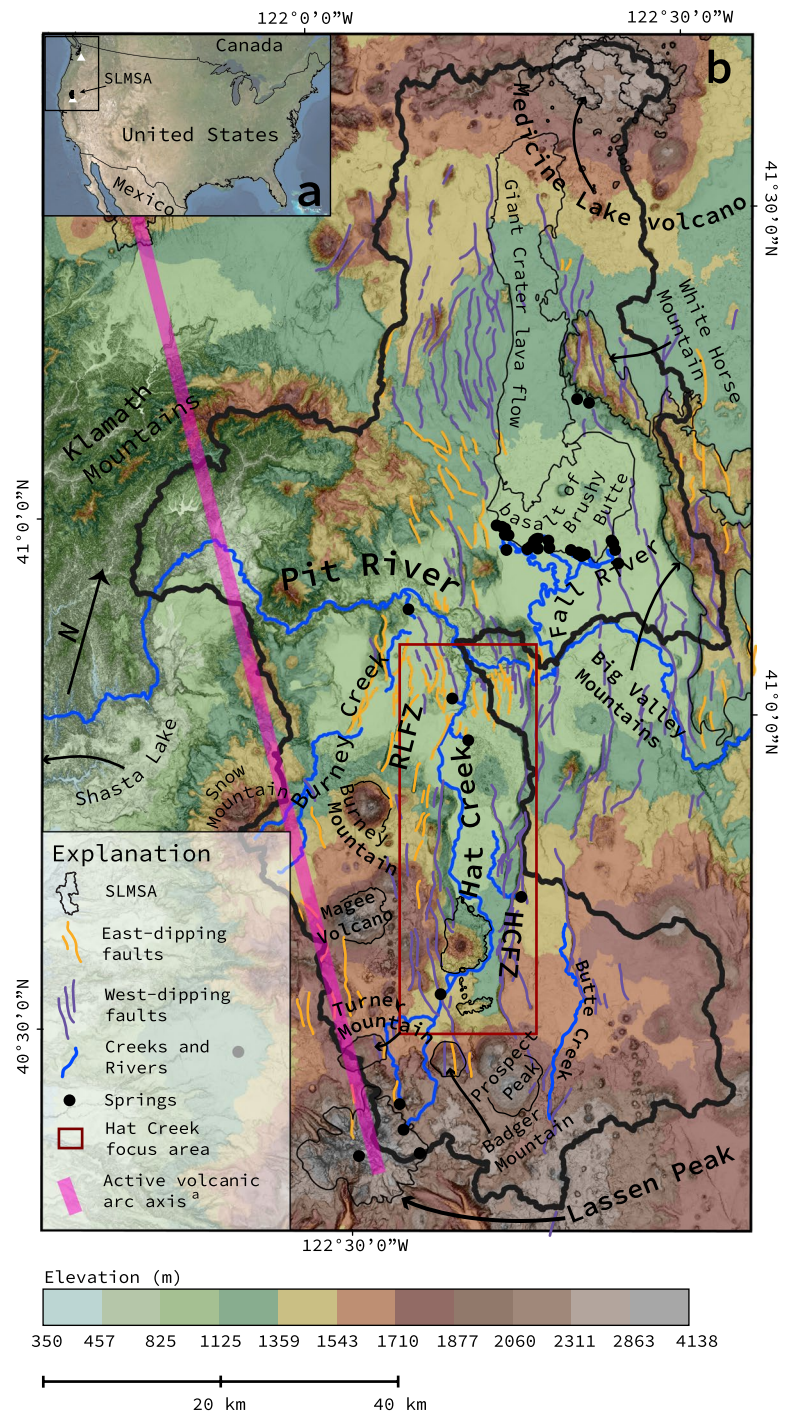 122°0’0”W
122°30’0”W
Canada
SLMSA
United States
Mexico
a
b
Medicine Lake volcano
41°30’0”N
Giant Crater lava flow
White Horse
Mountain
Klamath
Mountains
basalt of
Brushy
Butte
41°0’0”N
Pit River
Fall River
N
Big Valley
Mountains
41°0’0”N
Burney Creek
RLFZ
Shasta Lake
Snow
Mountain
Burney
Mountain
Hat Creek
HCFZ
Magee
Volcano
Turner
Mountain
Butte Creek
Prospect
Peak
Badger
Mountain
Lassen Peak
40°30’0”N
Explanation
SLMSA
East-dipping
faults
West-dipping
faults
Creeks and
Rivers
Springs
Hat Creek
focus area
Active volcanic
arc axis a
122°30’0”W
Elevation (m)
350 457 825 1125 1359 1543 1710 1877 2060 2311 2863 4138
20 km 40 km